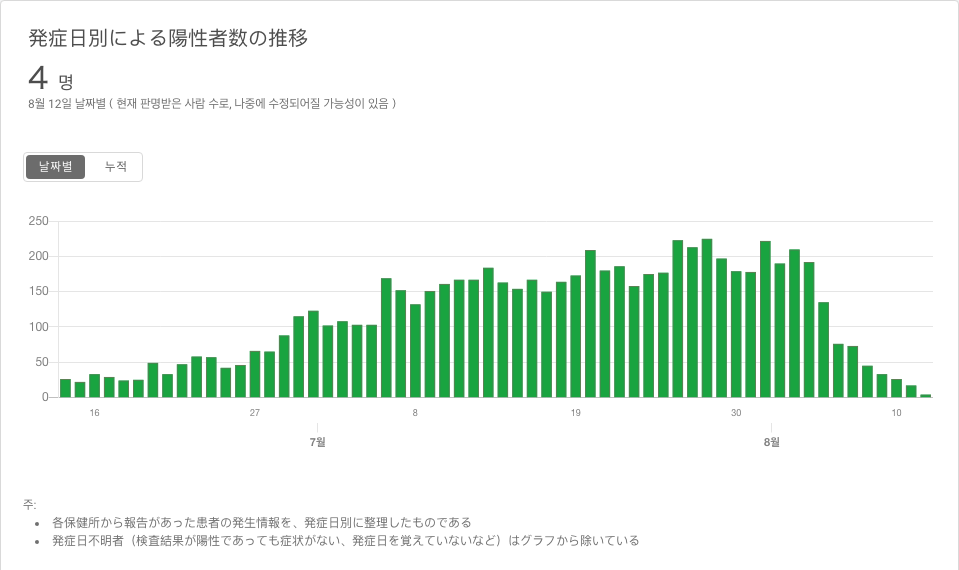 発症日別による陽性者数の推移
4 명
8월 12일 날짜별 ( 현재 판명받은 사람 수로, 나중에 수정되어질 가능성이 있음 )
날짜별 누적
250
200
150
100
50
0
16 27 8 19 30 10
7월 8월
주:
• 各保健所から報告があった患者の発生情報を、発症日別に整理したものである
• 発症日不明者（検査結果が陽性であっても症状がない、発症日を覚えていないなど）はグラフから除いている